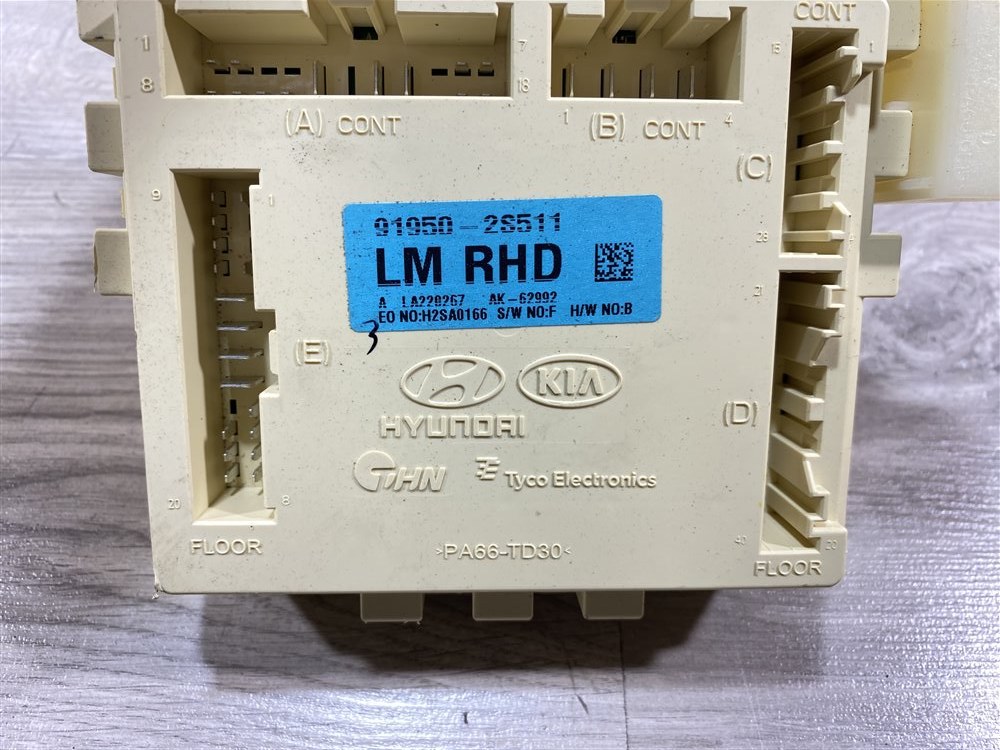 CONT
1
7
8
18
15
1
(A) CONT
1
(B) CONT
4
(C)
9
1
91950-2S511
LM RHD
A LA220267 AK-62992
EO NO:H2SA0166 S/W NO:F H/W NO:B
3
28
21
(E)
HYUNDAI
KIA
(D)
THN
Tyco Electronics
20
8
FLOOR
>PA66-TD30<
40
20
FLOOR